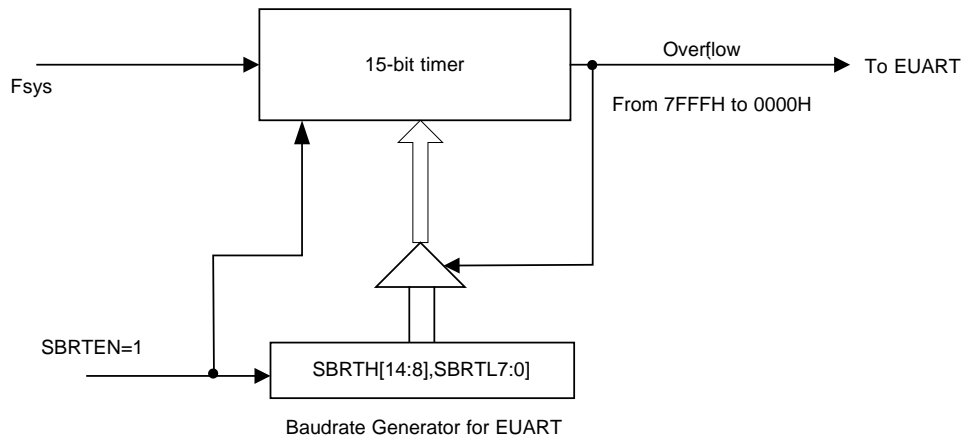 15-bit timer
Overflow
Fsys
To EUART
From 7FFFH to 0000H
SBRTEN=1
SBRTH[14:8],SBRTL7:0]
Baudrate Generator for EUART